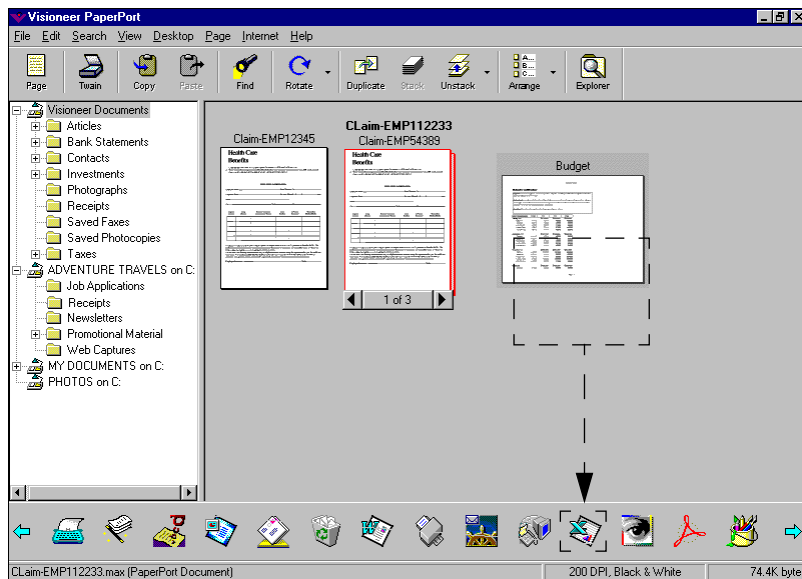 Visioneer PaperPort
File Edit Search View Desktop Page Internet Help
Page Twain Copy Paste Find Rotate Duplicate Stack Unstack Arrange Explorer
A...
B...
C...
Visioneer Documents
Articles
Bank Statements
Contacts
Investments
Photographs
Receipts
Saved Faxes
Saved Photocopies
Taxes
ADVENTURE TRAVELS on C:
Job Applications
Receipts
Newsletters
Promotional Material
Web Captures
MY DOCUMENTS on C:
PHOTOS on C:
Claim-EMP12345
Health Care
Benefits
CLaim-EMP112233
Claim-EMP54389
Health Care
Benefits
1 of 3
Budget
CLaim-EMP112233.max (PaperPort Document)
200 DPI, Black & White
74.4K byte